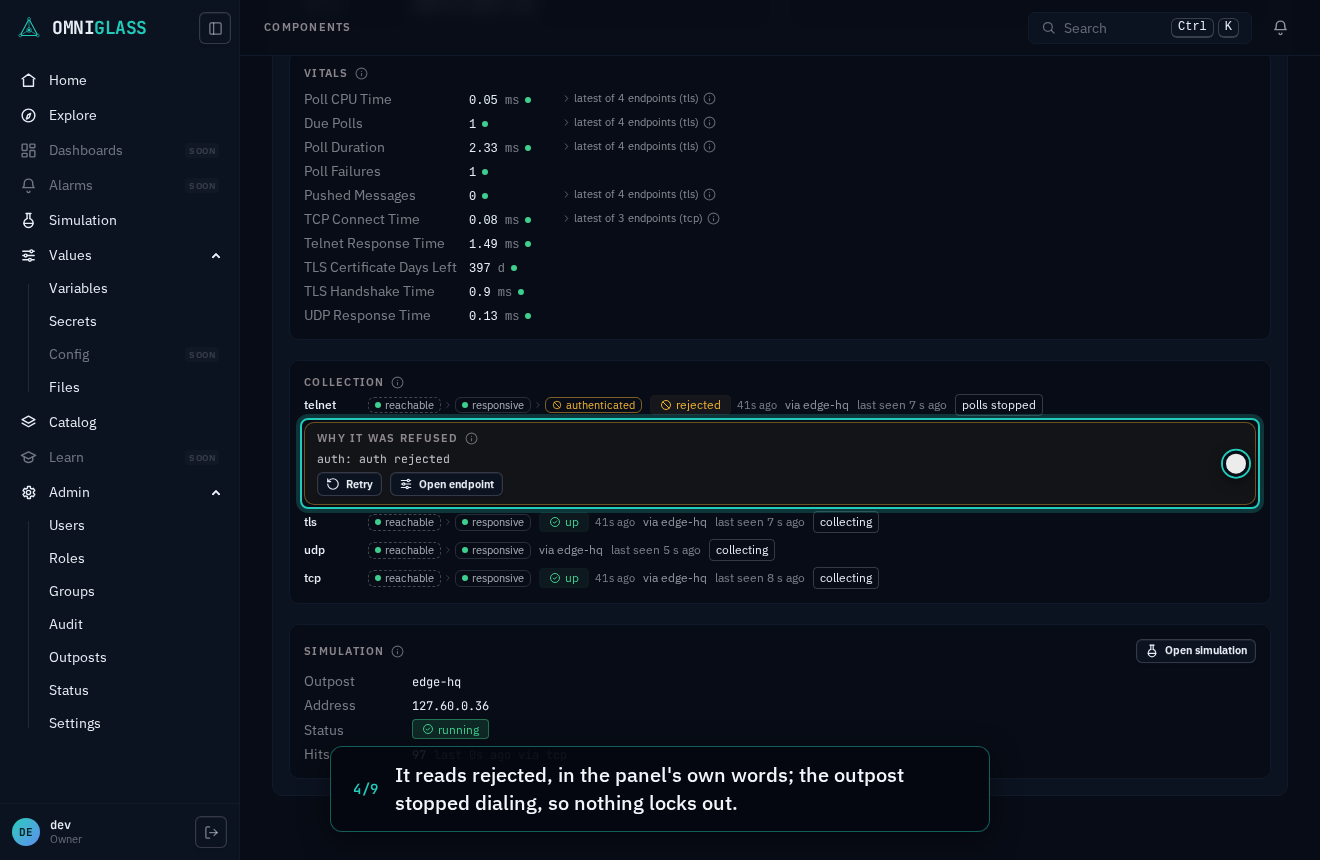 OMNIGLASS
COMPONENTS
Search
Ctrl
K
Home
Explore
Dashboards SOON
Alarms SOON
Simulation
Values
Variables
Secrets
Config SOON
Files
Catalog
Learn SOON
Admin
Users
Roles
Groups
Audit
Outposts
Status
Settings
DE
dev
Owner
VITALS
Poll CPU Time 0.05 ms latest of 4 endpoints (tls)
Due Polls 1 latest of 4 endpoints (tls)
Poll Duration 2.33 ms latest of 4 endpoints (tls)
Poll Failures 1
Pushed Messages 0 latest of 4 endpoints (tls)
TCP Connect Time 0.08 ms latest of 3 endpoints (tcp)
Telnet Response Time 1.49 ms
TLS Certificate Days Left 397 d
TLS Handshake Time 0.9 ms
UDP Response Time 0.13 ms
COLLECTION
telnet reachable responsive authenticated rejected 41s ago via edge-hq last seen 7 s ago polls stopped
WHY IT WAS REFUSED
auth: auth rejected
Retry Open endpoint
tls reachable responsive up 41s ago via edge-hq last seen 7 s ago collecting
udp reachable responsive via edge-hq last seen 5 s ago collecting
tcp reachable responsive up 41s ago via edge-hq last seen 8 s ago collecting
SIMULATION Open simulation
Outpost edge-hq
Address 127.60.0.36
Status running
Hits 97 last 0s ago via tcp
4/9
It reads rejected, in the panel's own words; the outpost
stopped dialing, so nothing locks out.